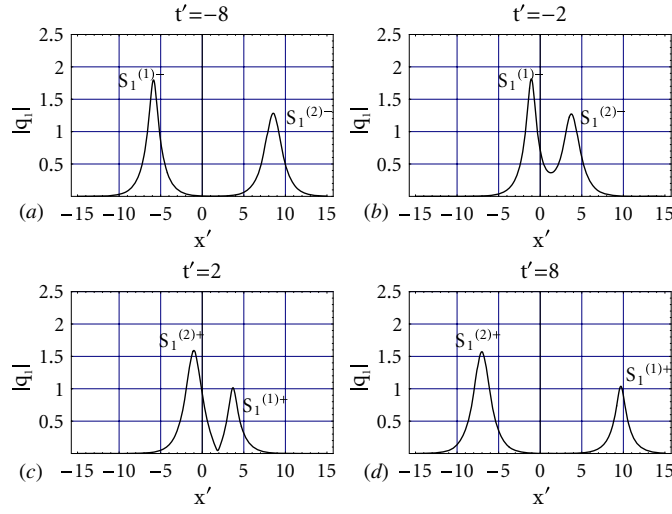 t′=−8
2.5
2
1.5
1
0.5
|q₁|
S₁⁽¹⁾−
S₁⁽²⁾−
−15 −10 −5 0 5 10 15
(a)
x′
t′=−2
2.5
2
1.5
1
0.5
|q₁|
S₁⁽¹⁾−
S₁⁽²⁾−
−15 −10 −5 0 5 10 15
(b)
x′
t′=2
2.5
2
1.5
1
0.5
|q₁|
S₁⁽²⁾+
S₁⁽¹⁾+
−15 −10 −5 0 5 10 15
(c)
x′
t′=8
2.5
2
1.5
1
0.5
|q₁|
S₁⁽²⁾+
S₁⁽¹⁾+
−15 −10 −5 0 5 10 15
(d)
x′